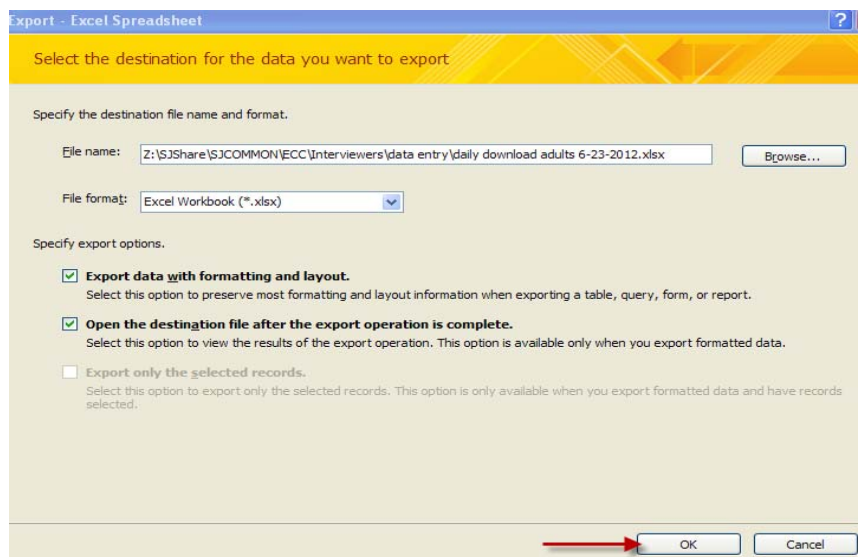 Export - Excel Spreadsheet ?
Select the destination for the data you want to export
Specify the destination file name and format.
File name: Z:\SJShare\SJCOMMON\ECC\Interviewers\data entry\daily download adults 6-23-2012.xlsx Browse...
File format: Excel Workbook (*.xlsx)
Specify export options.
Export data with formatting and layout.
Select this option to preserve most formatting and layout information when exporting a table, query, form, or report.
Open the destination file after the export operation is complete.
Select this option to view the results of the export operation. This option is available only when you export formatted data.
Export only the selected records.
Select this option to export only the selected records. This option is only available when you export formatted data and have records
selected.
OK Cancel